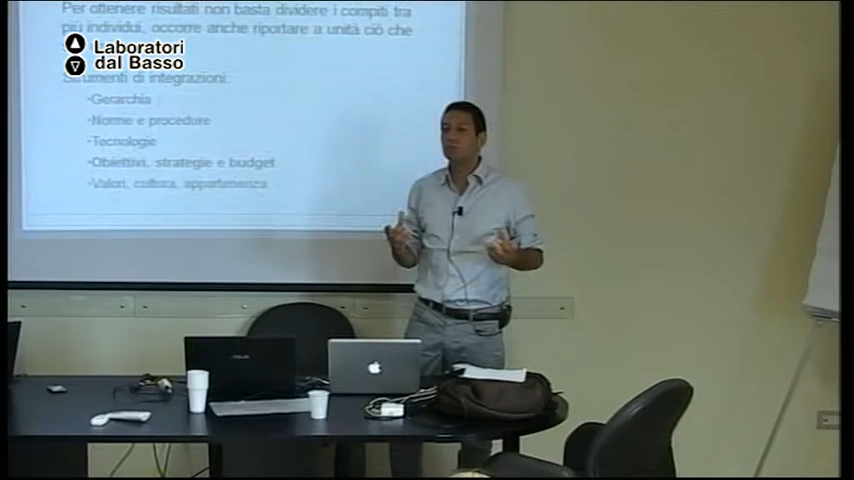 Per ottenere risultati non basta dividere i compiti tra
più individui, occorre anche riportare a unità ciò che
Laboratori
dal Basso
Strumenti di integrazioni:
-Gerarchia
-Norme e procedure
-Tecnologie
-Obiettivi, strategie e budget
-Valori, cultura, appartenenza
ASUS